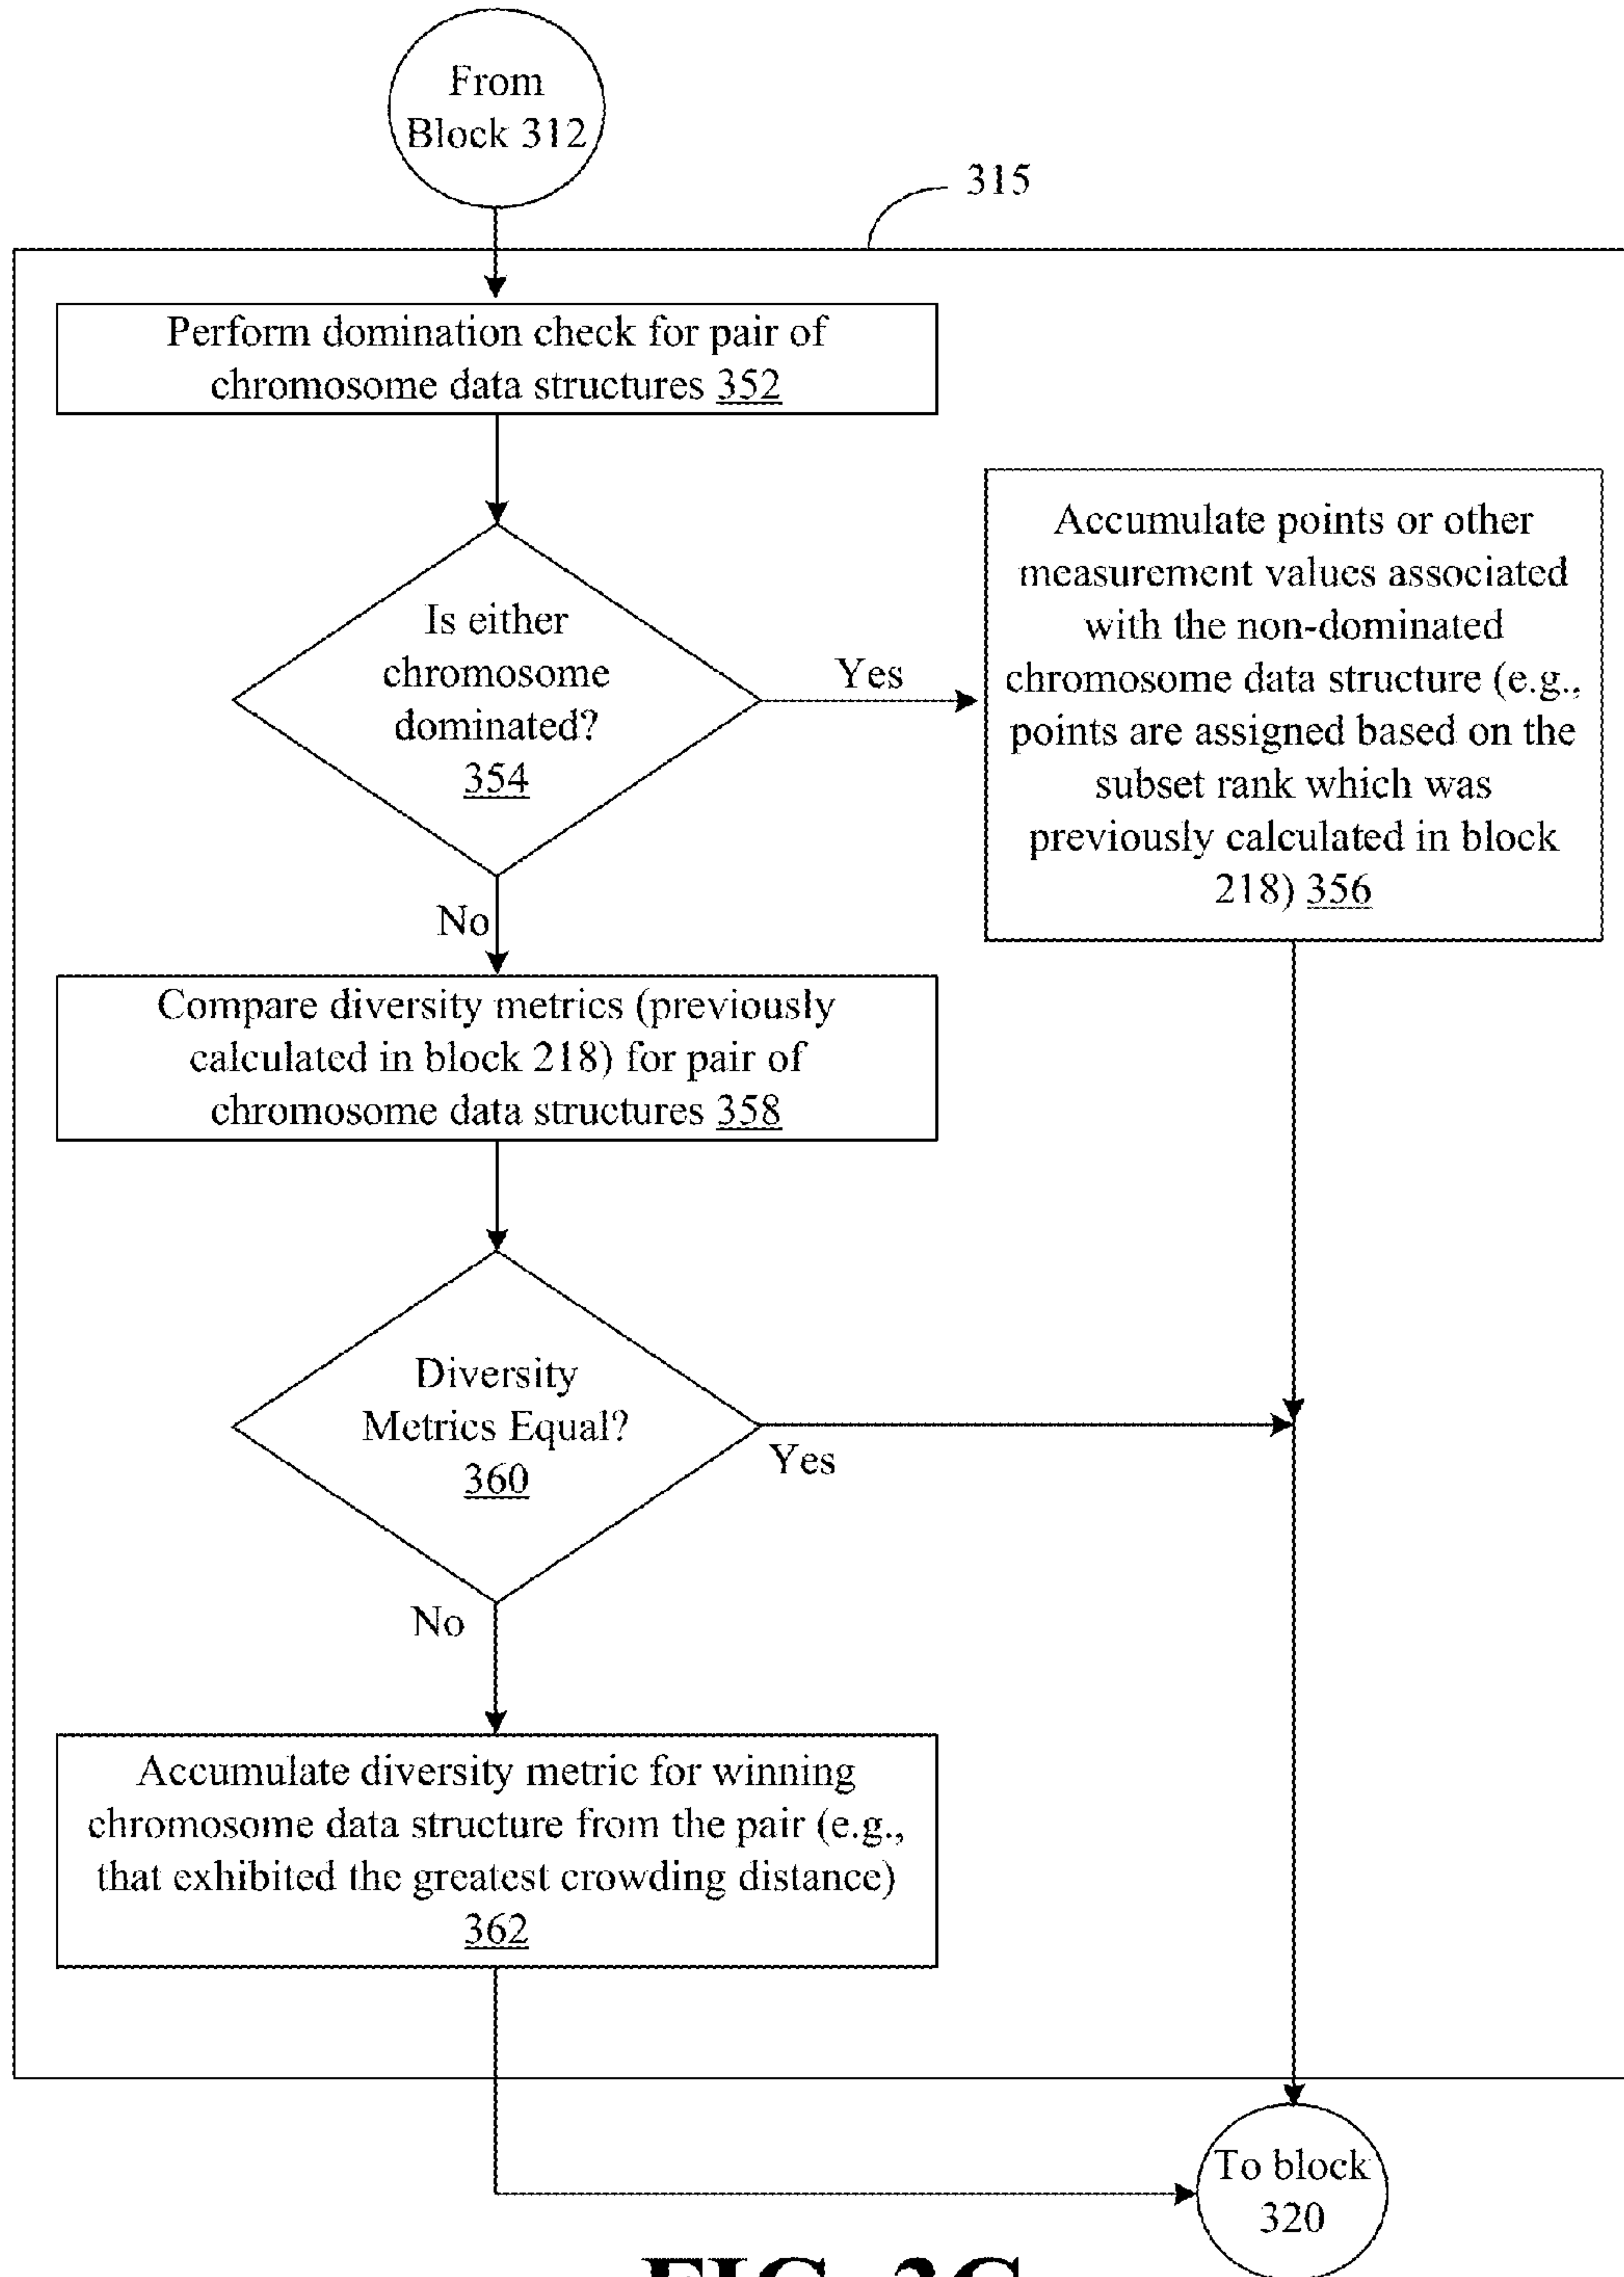 From
Block 312
315
Perform domination check for pair of
chromosome data structures 352
Is either
chromosome
dominated?
354
Yes
Accumulate points or other
measurement values associated
with the non-dominated
chromosome data structure (e.g.,
points are assigned based on the
subset rank which was
previously calculated in block
218) 356
No
Compare diversity metrics (previously
calculated in block 218) for pair of
chromosome data structures 358
Diversity
Metrics Equal?
360
Yes
No
Accumulate diversity metric for winning
chromosome data structure from the pair (e.g.,
that exhibited the greatest crowding distance)
362
To block
320